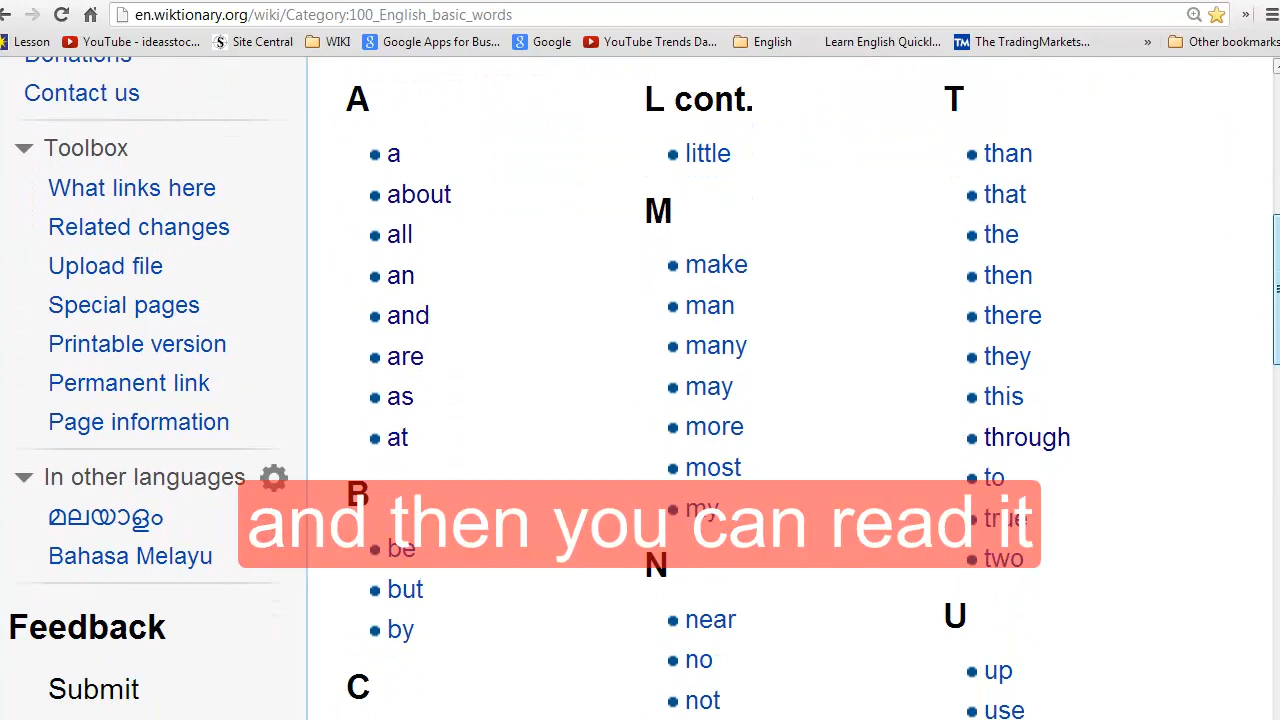 en.wiktionary.org/wiki/Category:100_English_basic_words
Lesson
YouTube - ideasstoc...
Site Central
WIKI
Google Apps for Bus...
Google
YouTube Trends Da...
English
Learn English Quickl...
The TradingMarkets...
Other bookmarks
Donations
Contact us
Toolbox
What links here
Related changes
Upload file
Special pages
Printable version
Permanent link
Page information
In other languages
മലയാളം
Bahasa Melayu
Feedback
Submit
A
a
about
all
an
and
are
as
at
B
be
but
by
C
L cont.
little
M
make
man
many
may
more
most
my
N
near
no
not
T
than
that
the
then
there
they
this
through
to
true
two
U
up
use
and then you can read it